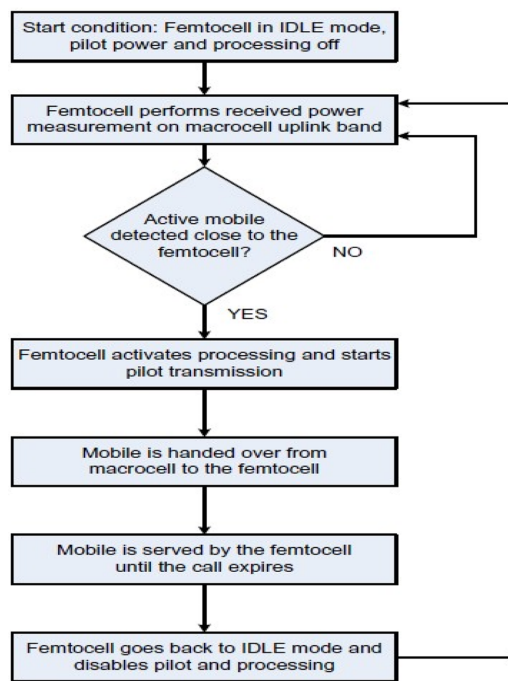 Start condition: Femtocell in IDLE mode,
pilot power and processing off
Femtocell performs received power
measurement on macrocell uplink band
Active mobile
detected close to the
femtocell?
NO
YES
Femtocell activates processing and starts
pilot transmission
Mobile is handed over from
macrocell to the femtocell
Mobile is served by the femtocell
until the call expires
Femtocell goes back to IDLE mode and
disables pilot and processing